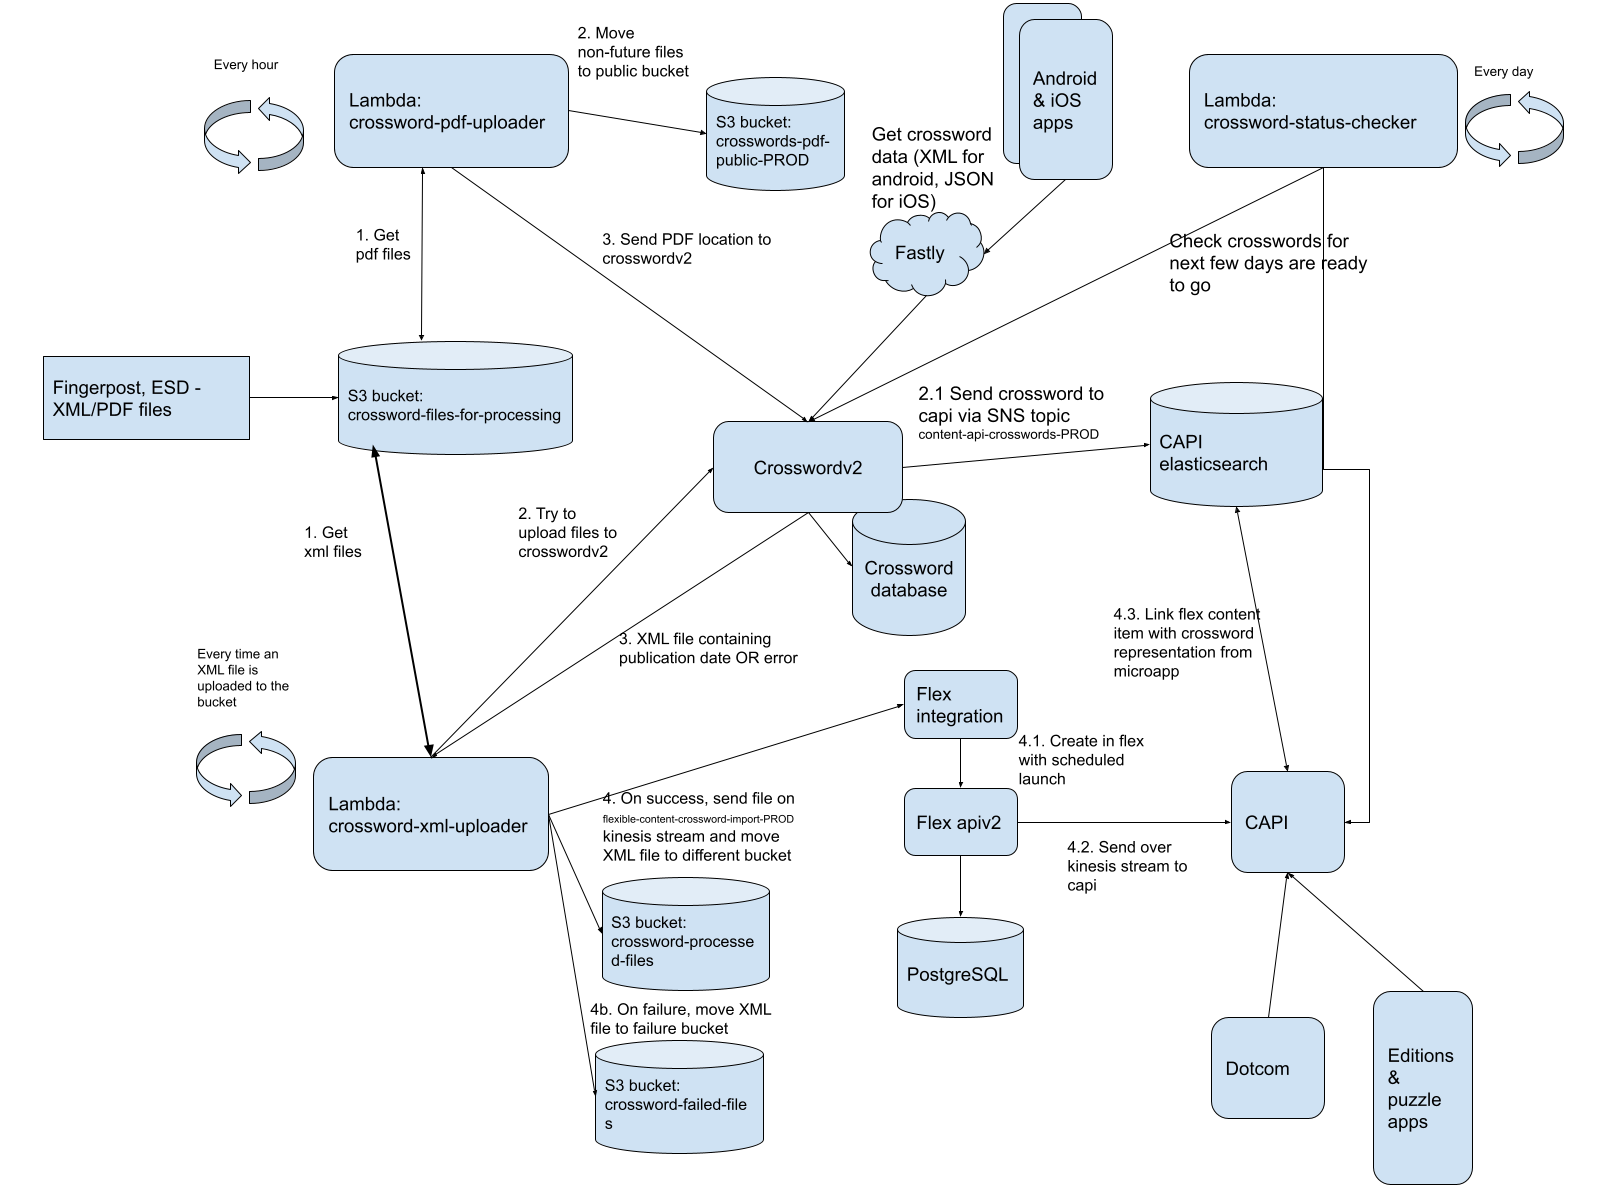 Every hour
Lambda:
crossword-pdf-uploader
2. Move
non-future files
to public bucket
S3 bucket:
crosswords-pdf-
public-PROD
Android
& iOS
apps
Get crossword
data (XML for
android, JSON
for iOS)
Fastly
Lambda:
crossword-status-checker
Every day
1. Get
pdf files
3. Send PDF location to
crosswordv2
Check crosswords for
next few days are ready
to go
Fingerpost, ESD -
XML/PDF files
S3 bucket:
crossword-files-for-processing
2.1 Send crossword to
capi via SNS topic
content-api-crosswords-PROD
Crosswordv2
CAPI
elasticsearch
1. Get
xml files
2. Try to
upload files to
crosswordv2
Crossword
database
3. XML file containing
publication date OR error
4.3. Link flex content
item with crossword
representation from
microapp
Every time an
XML file is
uploaded to the
bucket
Flex
integration
4.1. Create in flex
with scheduled
launch
Lambda:
crossword-xml-uploader
4. On success, send file on
flexible-content-crossword-import-PROD
kinesis stream and move
XML file to different bucket
Flex apiv2
4.2. Send over
kinesis stream to
capi
CAPI
S3 bucket:
crossword-processe
d-files
PostgreSQL
4b. On failure, move XML
file to failure bucket
S3 bucket:
crossword-failed-file
s
Dotcom
Editions
&
puzzle
apps